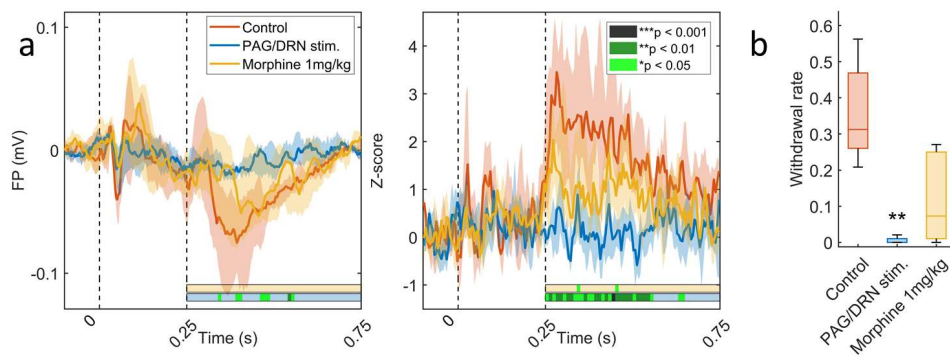 a
0.1
0
-0.1
FP (mV)
Control
PAG/DRN stim.
Morphine 1mg/kg
0
0.25
Time (s)
0.75
4
3
2
1
0
-1
Z-score
***p < 0.001
**p < 0.01
*p < 0.05
0
0.25
Time (s)
0.75
b
0.6
0.5
0.4
0.3
0.2
0.1
0
Withdrawal rate
**
Control
PAG/DRN stim.
Morphine 1mg/kg